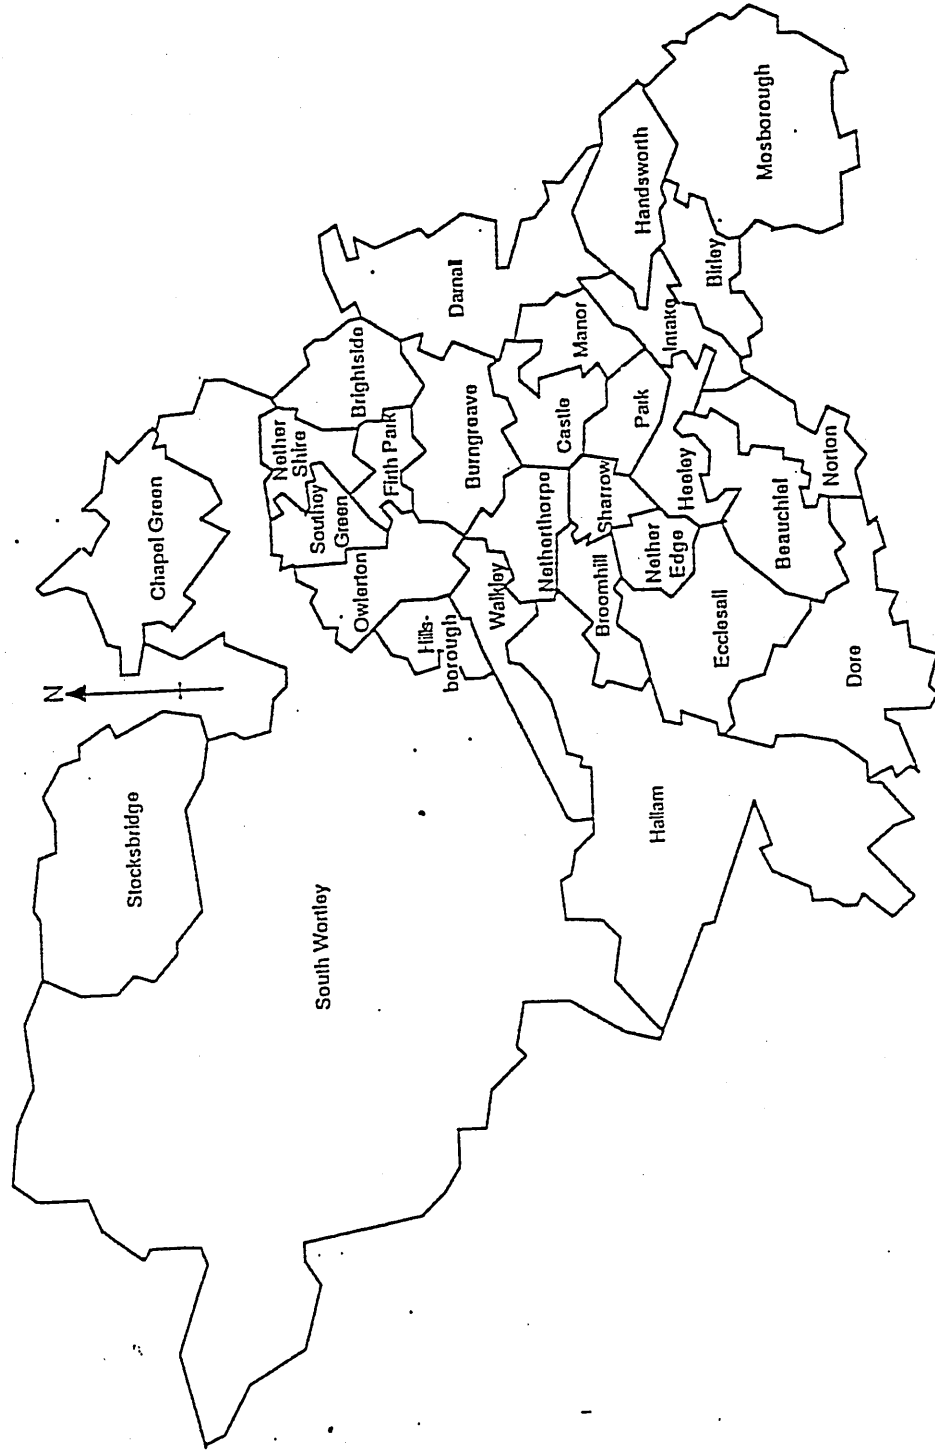 N
Stocksbridge
Chapel Green
South Wortley
Nether
Shire
Southey
Green
Brightside
Firth Park
Owlerton
Hills-
borough
Darnall
Burngreave
Walkley
Netherthorpe
Castle
Manor
Handsworth
Mosborough
Broomhill
Sharrow
Park
Intake
Birley
Hallam
Nether
Edge
Heeley
Ecclesall
Beauchief
Norton
Dore